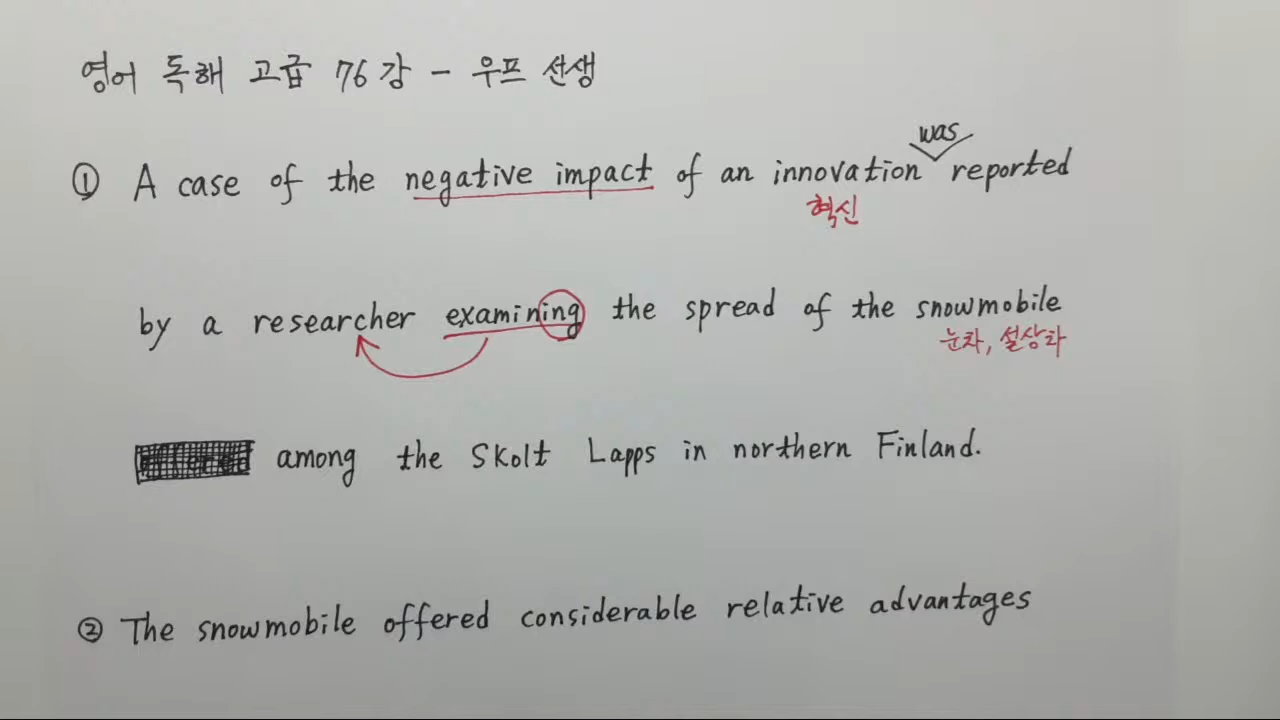 영어 독해 고급 76강 - 우프 선생
was
① A case of the negative impact of an innovation reported
혁신
by a researcher examining the spread of the snowmobile
눈차, 설상차
among the Skolt Lapps in northern Finland.
② The snowmobile offered considerable relative advantages